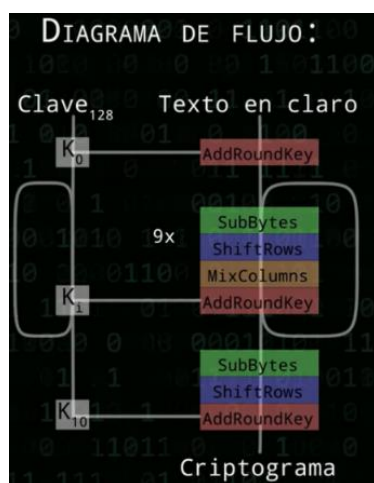 DIAGRAMA DE FLUJO:
Clave₁₂₈ Texto en claro
K₀ AddRoundKey
SubBytes
9x ShiftRows
MixColumns
Kᵢ AddRoundKey
SubBytes
ShiftRows
K₁₀ AddRoundKey
Criptograma